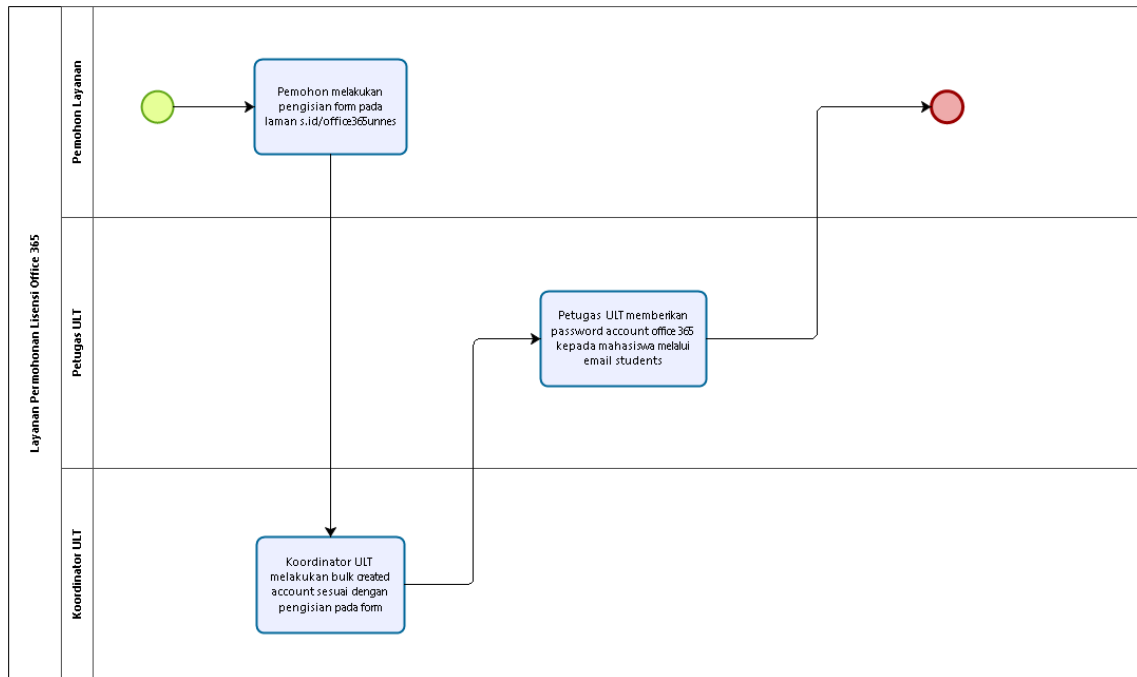 Layanan Permohonan Lisensi Office 365
Pemohon Layanan
Pemohon melakukan
pengisian form pada
laman s.id/office365unnes
Petugas ULT
Petugas ULT memberikan
password account office 365
kepada mahasiswa melalui
email students
Koordinator ULT
Koordinator ULT
melakukan bulk created
account sesuai dengan
pengisian pada form